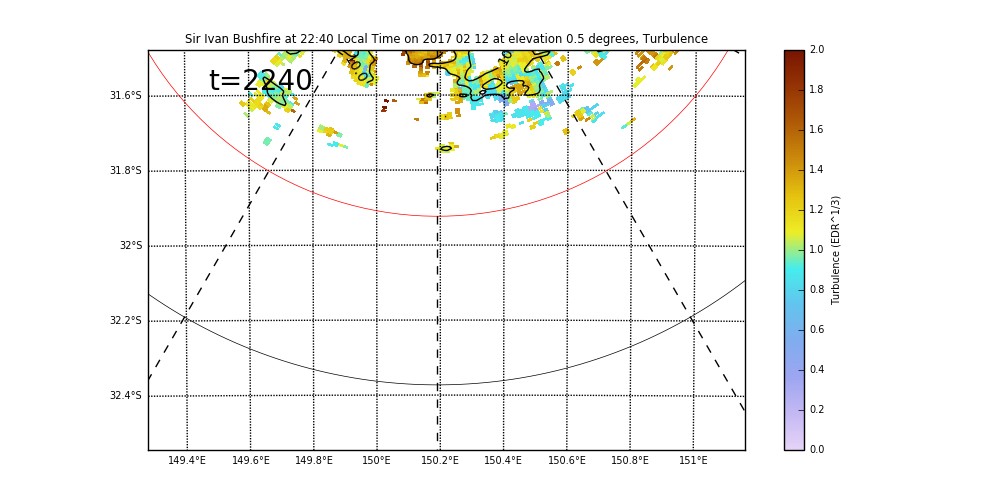 Sir Ivan Bushfire at 22:40 Local Time on 2017 02 12 at elevation 0.5 degrees, Turbulence
t=2240
31.6°S
31.8°S
32°S
32.2°S
32.4°S
149.4°E 149.6°E 149.8°E 150°E 150.2°E 150.4°E 150.6°E 150.8°E 151°E
2.0
1.8
1.6
1.4
1.2
1.0
0.8
0.6
0.4
0.2
0.0
Turbulence (EDR^1/3)